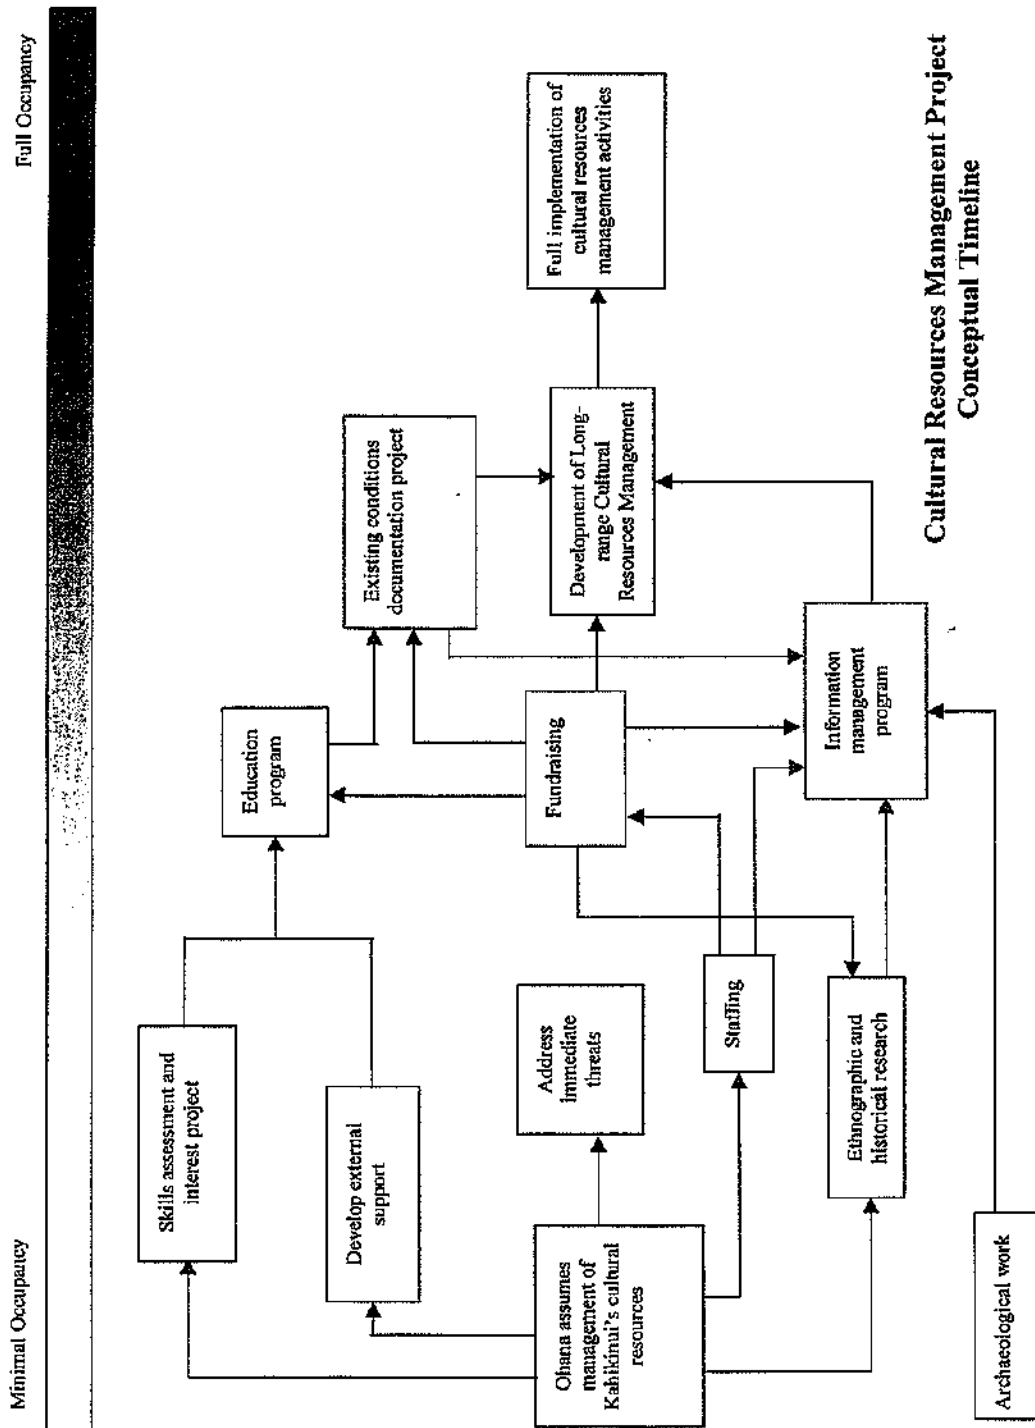 Minimal Occupancy
Full Occupancy
Skills assessment and
interest project
Develop external
support
Ohana assumes
management of
Kahikinui's cultural
resources
Address
immediate
threats
Staffing
Ethnographic and
historical research
Archaeological work
Education
program
Fundraising
Information
management
program
Existing conditions
documentation project
Development of Long-
range Cultural
Resources Management
Full implementation of
cultural resources
management activities
Cultural Resources Management Project
Conceptual Timeline